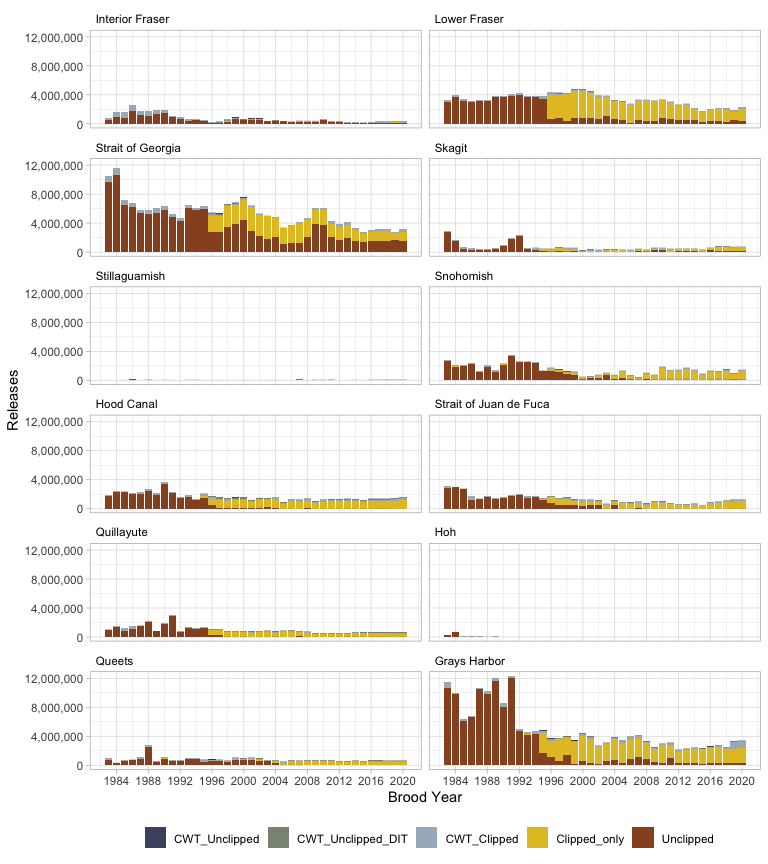 Interior Fraser
Lower Fraser
12,000,000
8,000,000
4,000,000
0
Strait of Georgia
Skagit
12,000,000
8,000,000
4,000,000
0
Stillaguamish
Snohomish
12,000,000
8,000,000
4,000,000
0
Releases
Hood Canal
Strait of Juan de Fuca
12,000,000
8,000,000
4,000,000
0
Quillayute
Hoh
12,000,000
8,000,000
4,000,000
0
Queets
Grays Harbor
12,000,000
8,000,000
4,000,000
0
1984 1988 1992 1996 2000 2004 2008 2012 2016 2020
1984 1988 1992 1996 2000 2004 2008 2012 2016 2020
Brood Year
CWT_Unclipped CWT_Unclipped_DIT CWT_Clipped Clipped_only Unclipped